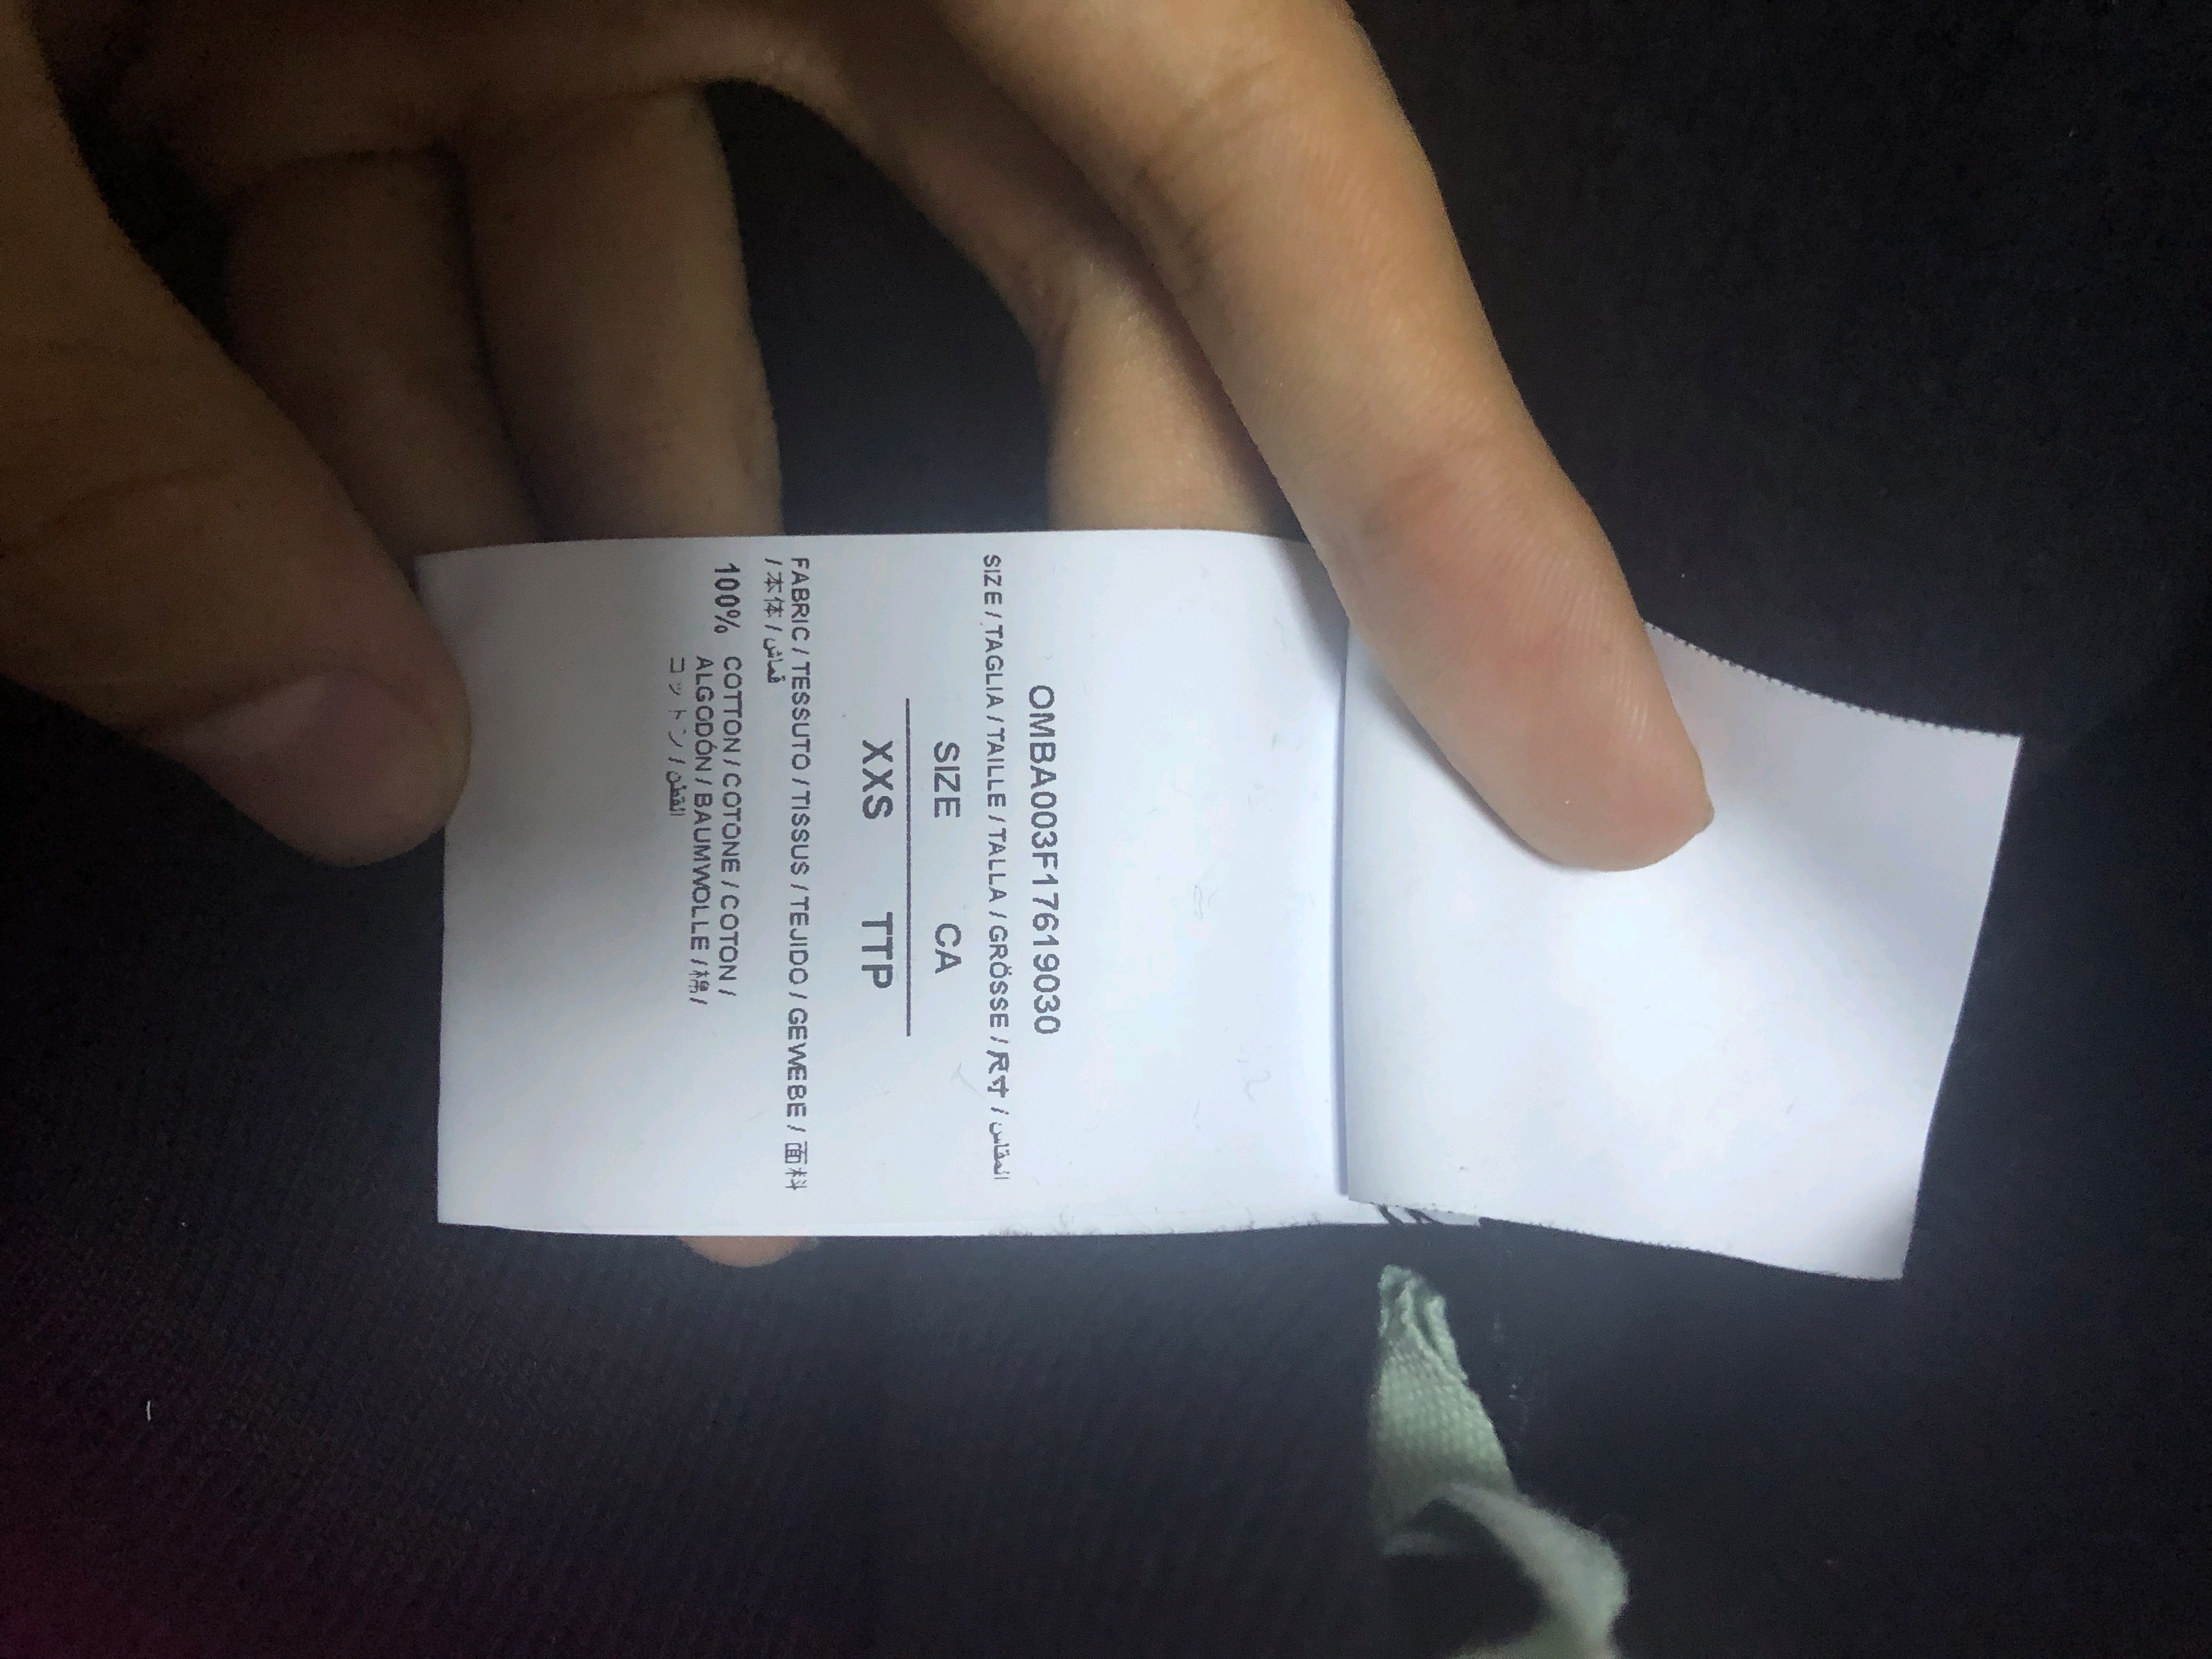 OMBA003F17619030
SIZE / TAGLIA / TAILLE / TALLA / GRÖSSE / 尺寸 / المقاس
SIZE CA
XXS TTP
FABRIC / TESSUTO / TISSUS / TEJIDO / GEWEBE / 面料
/ 本体 / قماش
100% COTTON / COTONE / COTON /
ALGODÓN / BAUMWOLLE / 棉 /
コットン / القطن